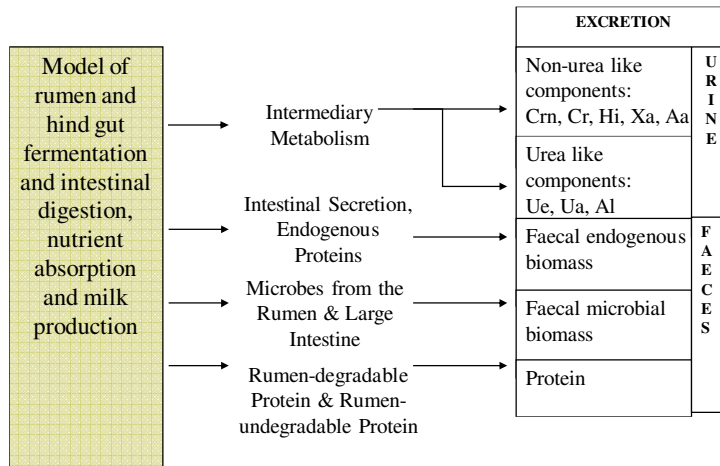 Model of
rumen and
hind gut
fermentation
and intestinal
digestion,
nutrient
absorption
and milk
production
Intermediary
Metabolism
Intestinal Secretion,
Endogenous
Proteins
Microbes from the
Rumen & Large
Intestine
Rumen-degradable
Protein & Rumen-
undegradable Protein
EXCRETION
Non-urea like
components:
Crn, Cr, Hi, Xa, Aa
Urea like
components:
Ue, Ua, Al
Faecal endogenous
biomass
Faecal microbial
biomass
Protein
U
R
I
N
E
F
A
E
C
E
S